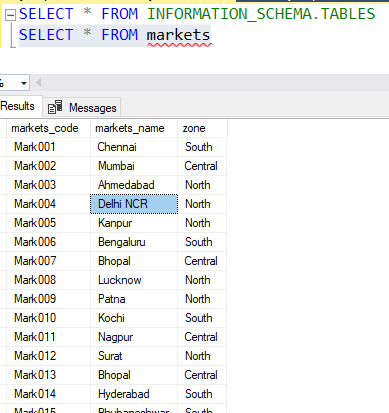 SELECT * FROM INFORMATION_SCHEMA.TABLES
SELECT * FROM markets
Results Messages
markets_code markets_name zone
Mark001 Chennai South
Mark002 Mumbai Central
Mark003 Ahmedabad North
Mark004 Delhi NCR North
Mark005 Kanpur North
Mark006 Bengaluru South
Mark007 Bhopal Central
Mark008 Lucknow North
Mark009 Patna North
Mark010 Kochi South
Mark011 Nagpur Central
Mark012 Surat North
Mark013 Bhopal Central
Mark014 Hyderabad South
Mark015 Bhubaneshwar South